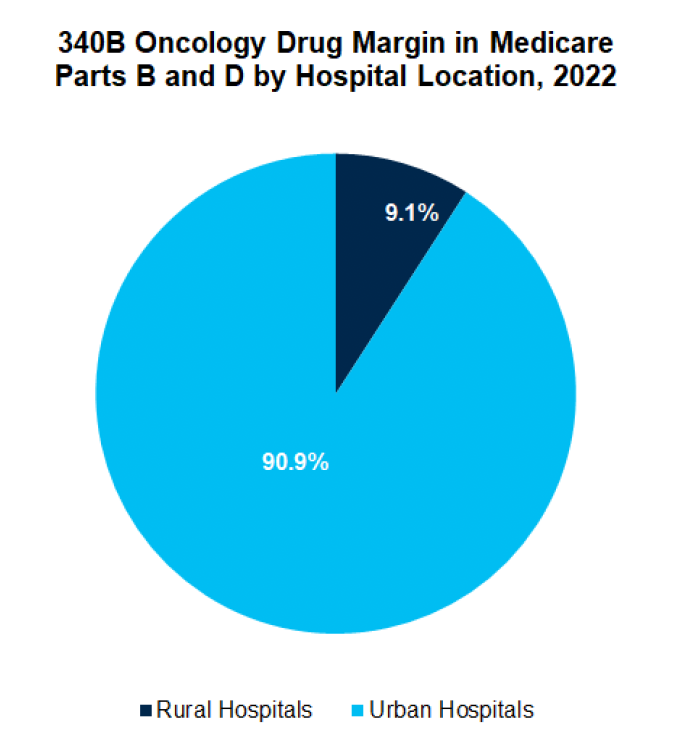 340B Oncology Drug Margin in Medicare
Parts B and D by Hospital Location, 2022
9.1%
90.9%
Rural Hospitals
Urban Hospitals